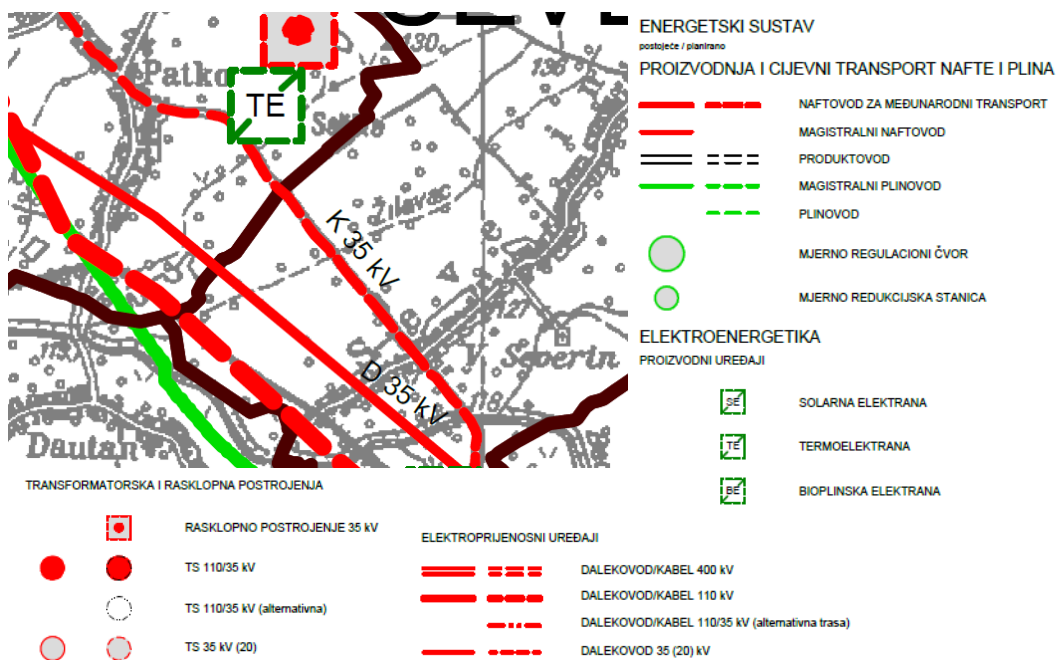 130
136
Patko
TE
Žilavac
K 35 kV
127
V. Severin
D 35 kV
118
Dautan
ENERGETSKI SUSTAV
postojeće / planirano
PROIZVODNJA I CIJEVNI TRANSPORT NAFTE I PLINA
NAFTOVOD ZA MEĐUNARODNI TRANSPORT
MAGISTRALNI NAFTOVOD
PRODUKTOVOD
MAGISTRALNI PLINOVOD
PLINOVOD
MJERNO REGULACIONI ČVOR
MJERNO REDUKCIJSKA STANICA
ELEKTROENERGETIKA
PROIZVODNI UREĐAJI
SE SOLARNA ELEKTRANA
TE TERMOELEKTRANA
BE BIOPLINSKA ELEKTRANA
TRANSFORMATORSKA I RASKLOPNA POSTROJENJA
RASKLOPNO POSTROJENJE 35 kV
TS 110/35 kV
TS 110/35 kV (alternativna)
TS 35 kV (20)
ELEKTROPRIJENOSNI UREĐAJI
DALEKOVOD/KABEL 400 kV
DALEKOVOD/KABEL 110 kV
DALEKOVOD/KABEL 110/35 kV (alternativna trasa)
DALEKOVOD 35 (20) kV